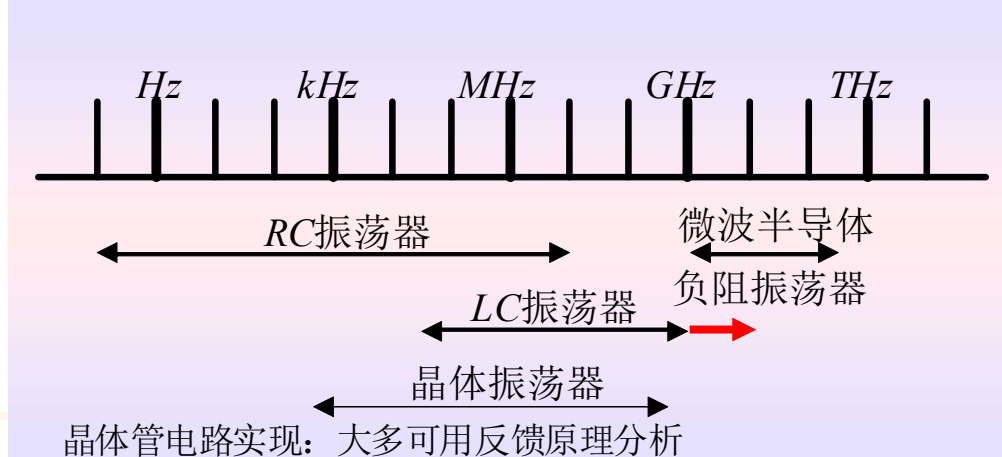 Hz kHz MHz GHz THz
RC振荡器 微波半导体
负阻振荡器
LC振荡器
晶体振荡器
晶体管电路实现：大多可用反馈原理分析